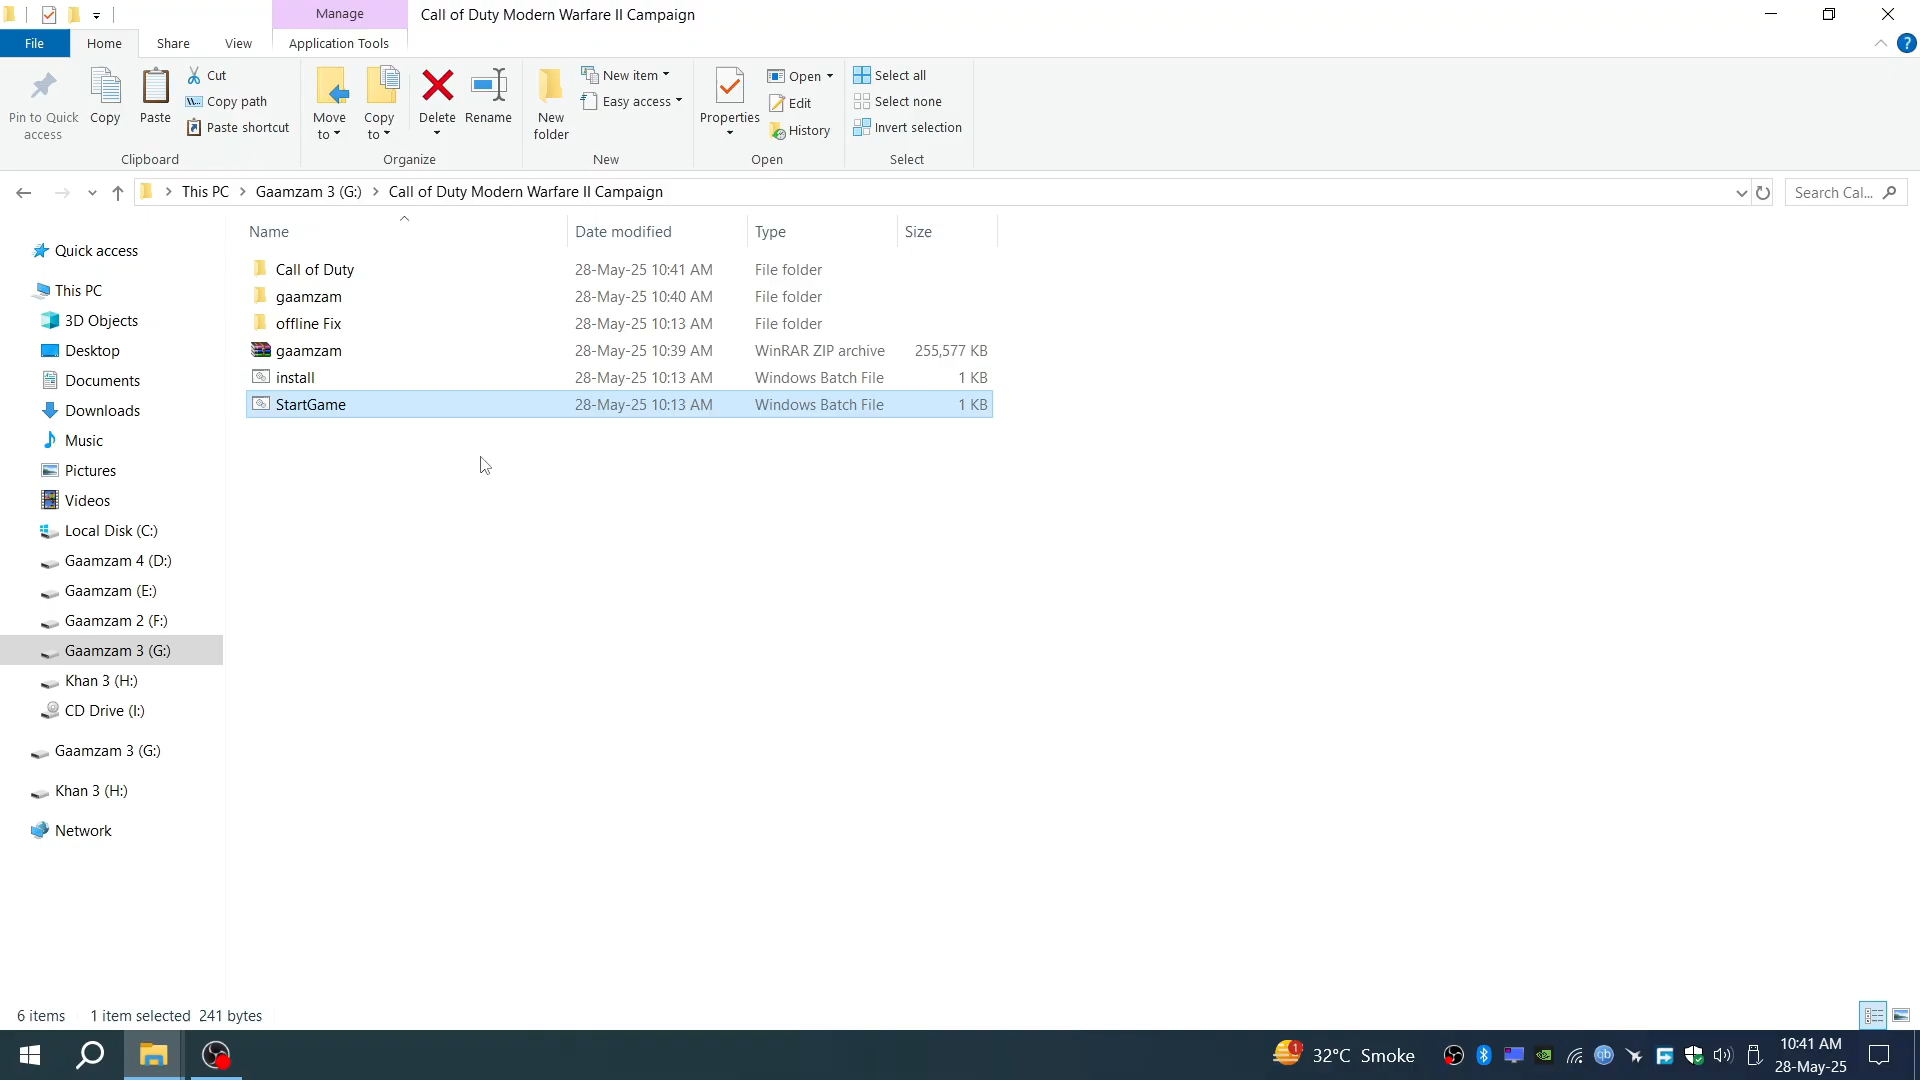 Manage
Call of Duty Modern Warfare II Campaign
File
Home
Share
View
Application Tools
Pin to Quick access
Copy
Paste
Cut
Copy path
Paste shortcut
Move to
Copy to
Delete
Rename
New folder
New item
Easy access
Properties
Open
Edit
History
Select all
Select none
Invert selection
Clipboard
Organize
New
Open
Select
This PC
Gaamzam 3 (G:)
Call of Duty Modern Warfare II Campaign
Search Cal...
Name
Date modified
Type
Size
Call of Duty 28-May-25 10:41 AM File folder
gaamzam 28-May-25 10:40 AM File folder
offline Fix 28-May-25 10:13 AM File folder
gaamzam 28-May-25 10:39 AM WinRAR ZIP archive 255,577 KB
install 28-May-25 10:13 AM Windows Batch File 1 KB
StartGame 28-May-25 10:13 AM Windows Batch File 1 KB
Quick access
This PC
3D Objects
Desktop
Documents
Downloads
Music
Pictures
Videos
Local Disk (C:)
Gaamzam 4 (D:)
Gaamzam (E:)
Gaamzam 2 (F:)
Gaamzam 3 (G:)
Khan 3 (H:)
CD Drive (I:)
Gaamzam 3 (G:)
Khan 3 (H:)
Network
6 items
1 item selected 241 bytes
1
32°C Smoke
qb
10:41 AM
28-May-25